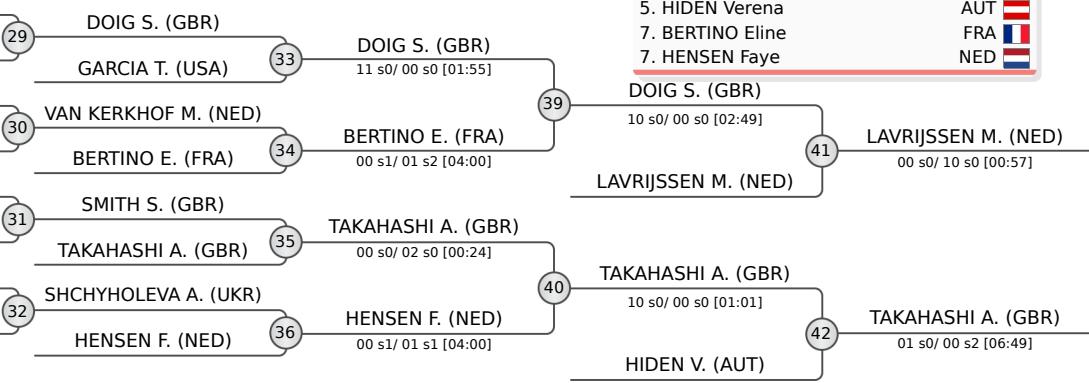 5. HIDEN Verena AUT
7. BERTINO Eline FRA
7. HENSEN Faye NED
29
DOIG S. (GBR)
GARCIA T. (USA)
33
DOIG S. (GBR)
11 s0/ 00 s0 [01:55]
30
VAN KERKHOF M. (NED)
BERTINO E. (FRA)
34
BERTINO E. (FRA)
00 s1/ 01 s2 [04:00]
39
DOIG S. (GBR)
10 s0/ 00 s0 [02:49]
LAVRIJSSEN M. (NED)
41
LAVRIJSSEN M. (NED)
00 s0/ 10 s0 [00:57]
31
SMITH S. (GBR)
TAKAHASHI A. (GBR)
35
TAKAHASHI A. (GBR)
00 s0/ 02 s0 [00:24]
32
SHCHYHOLEVA A. (UKR)
HENSEN F. (NED)
36
HENSEN F. (NED)
00 s1/ 01 s1 [04:00]
40
TAKAHASHI A. (GBR)
10 s0/ 00 s0 [01:01]
HIDEN V. (AUT)
42
TAKAHASHI A. (GBR)
01 s0/ 00 s2 [06:49]